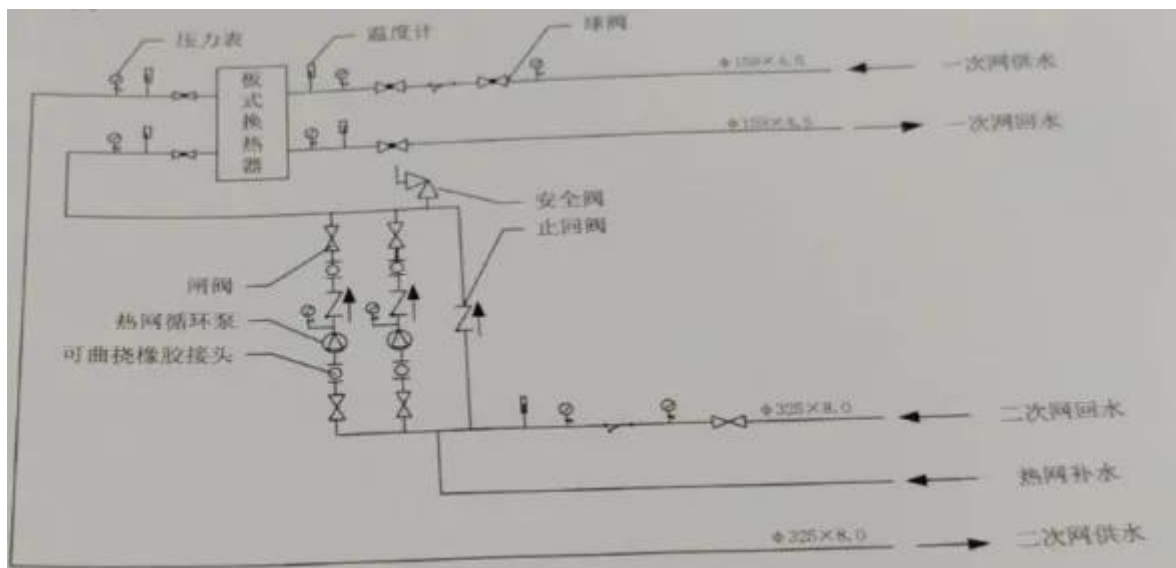 压力表
温度计
球阀
一次网供水
板式换热器
一次网回水
安全阀
止回阀
闸阀
热网循环泵
可曲挠橡胶接头
Φ325×8.0
二次网回水
热网补水
Φ325×8.0
二次网供水